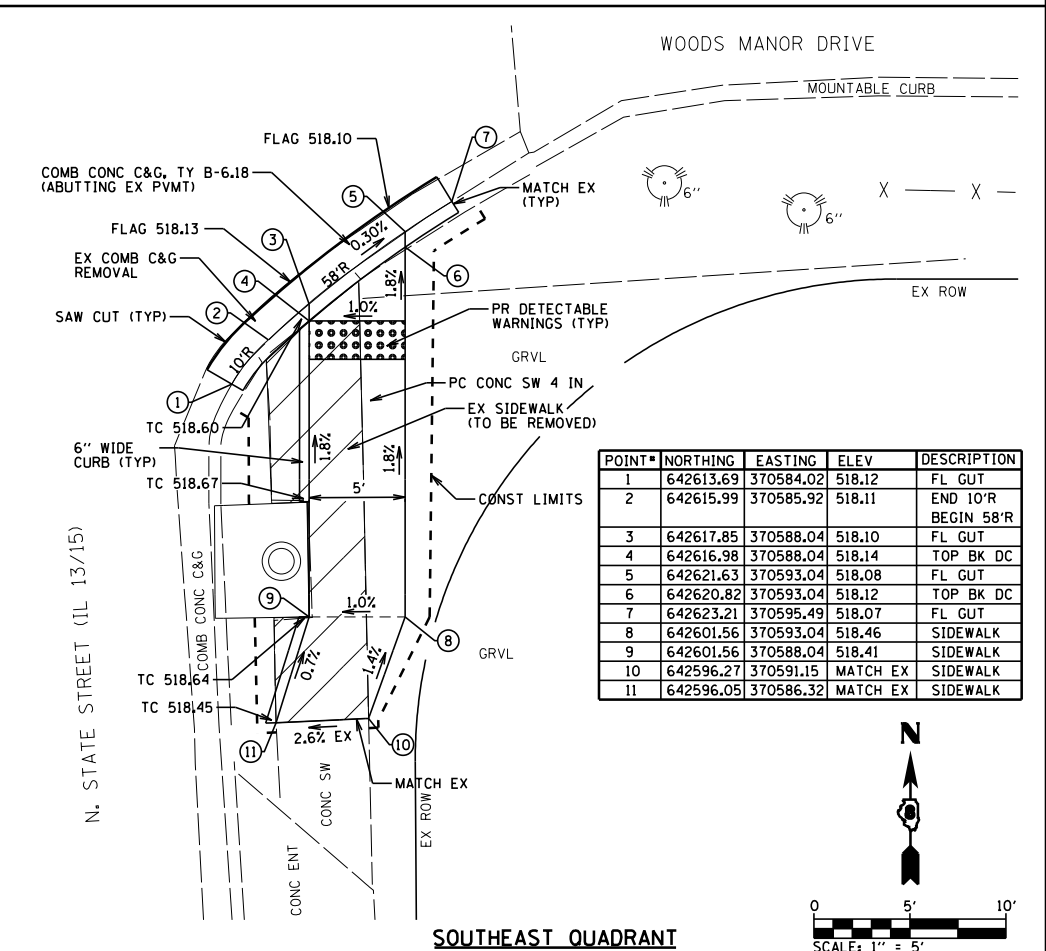 WOODS MANOR DRIVE
MOUNTABLE CURB
FLAG 518.10
7
COMB CONC C&G, TY B-6.18
(ABUTTING EX PVMT)
5
MATCH EX
(TYP)
6"
6"
X
X
FLAG 518.13
3
0.30%
EX COMB C&G
REMOVAL
4
58'R
6
1.8%
EX ROW
SAW CUT (TYP)
2
1.0%
PR DETECTABLE
WARNINGS (TYP)
10'R
GRVL
1
PC CONC SW 4 IN
TC 518.60
EX SIDEWALK
(TO BE REMOVED)
6" WIDE
CURB (TYP)
1.8%
1.8%
TC 518.67
5'
CONST LIMITS
POINT# NORTHING EASTING ELEV DESCRIPTION
1 642613.69 370584.02 518.12 FL GUT
2 642615.99 370585.92 518.11 END 10'R
BEGIN 58'R
3 642617.85 370588.04 518.10 FL GUT
4 642616.98 370588.04 518.14 TOP BK DC
5 642621.63 370593.04 518.08 FL GUT
6 642620.82 370593.04 518.12 TOP BK DC
7 642623.21 370595.49 518.07 FL GUT
8 642601.56 370593.04 518.46 SIDEWALK
9 642601.56 370588.04 518.41 SIDEWALK
10 642596.27 370591.15 MATCH EX SIDEWALK
11 642596.05 370586.32 MATCH EX SIDEWALK
N. STATE STREET (IL 13/15)
COMB CONC C&G
9
1.0%
8
GRVL
0.7%
1.4%
TC 518.64
TC 518.45
11
2.6% EX
10
MATCH EX
CONC SW
CONC ENT
EX ROW
N
0 5' 10'
SCALE: 1" = 5'
SOUTHEAST QUADRANT